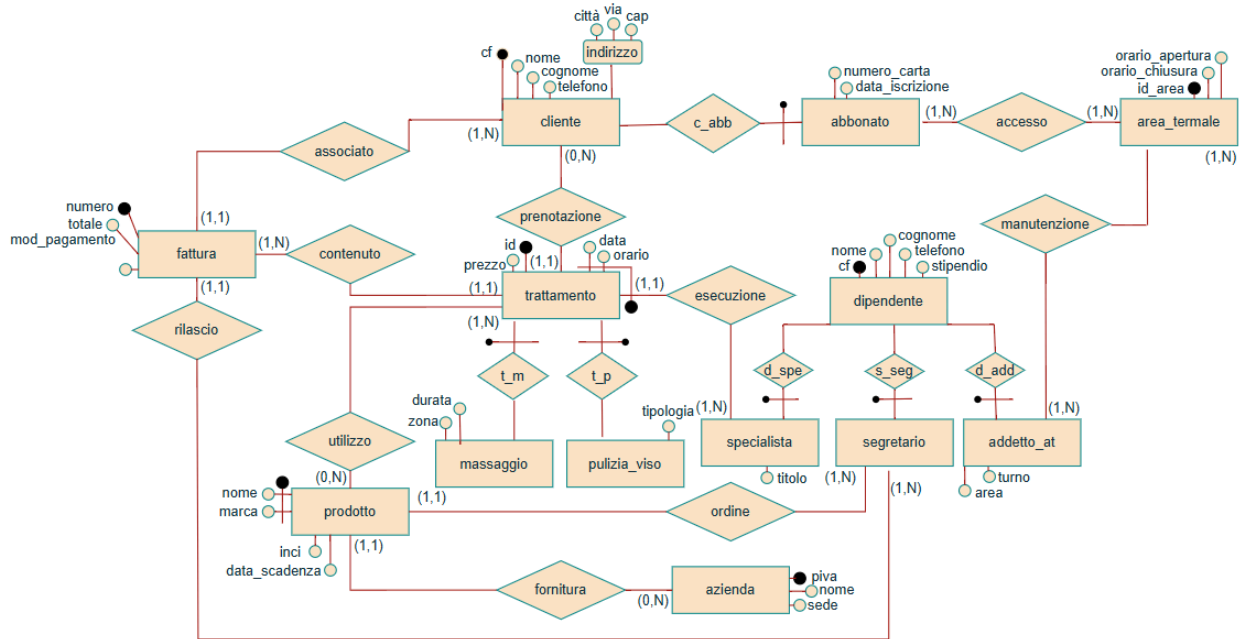 città
via
cap
indirizzo
cf
nome
cognome
telefono
cliente
(1,N)
(0,N)
c_abb
numero_carta
data_iscrizione
abbonato
(1,N)
accesso
(1,N)
orario_apertura
orario_chiusura
id_area
area_termale
(1,N)
associato
prenotazione
manutenzione
numero
totale
mod_pagamento
(1,1)
fattura
(1,N)
(1,1)
contenuto
id
prezzo
(1,1)
data
orario
(1,1)
trattamento
(1,1)
(1,N)
esecuzione
cognome
nome
telefono
cf
stipendio
dipendente
rilascio
t_m
t_p
d_spe
s_seg
d_add
durata
zona
massaggio
tipologia
pulizia_viso
(1,N)
specialista
titolo
segretario
(1,N)
(1,N)
(1,N)
addetto_at
turno
area
utilizzo
(0,N)
(1,1)
nome
marca
prodotto
(1,1)
inci
data_scadenza
ordine
fornitura
(0,N)
azienda
piva
nome
sede